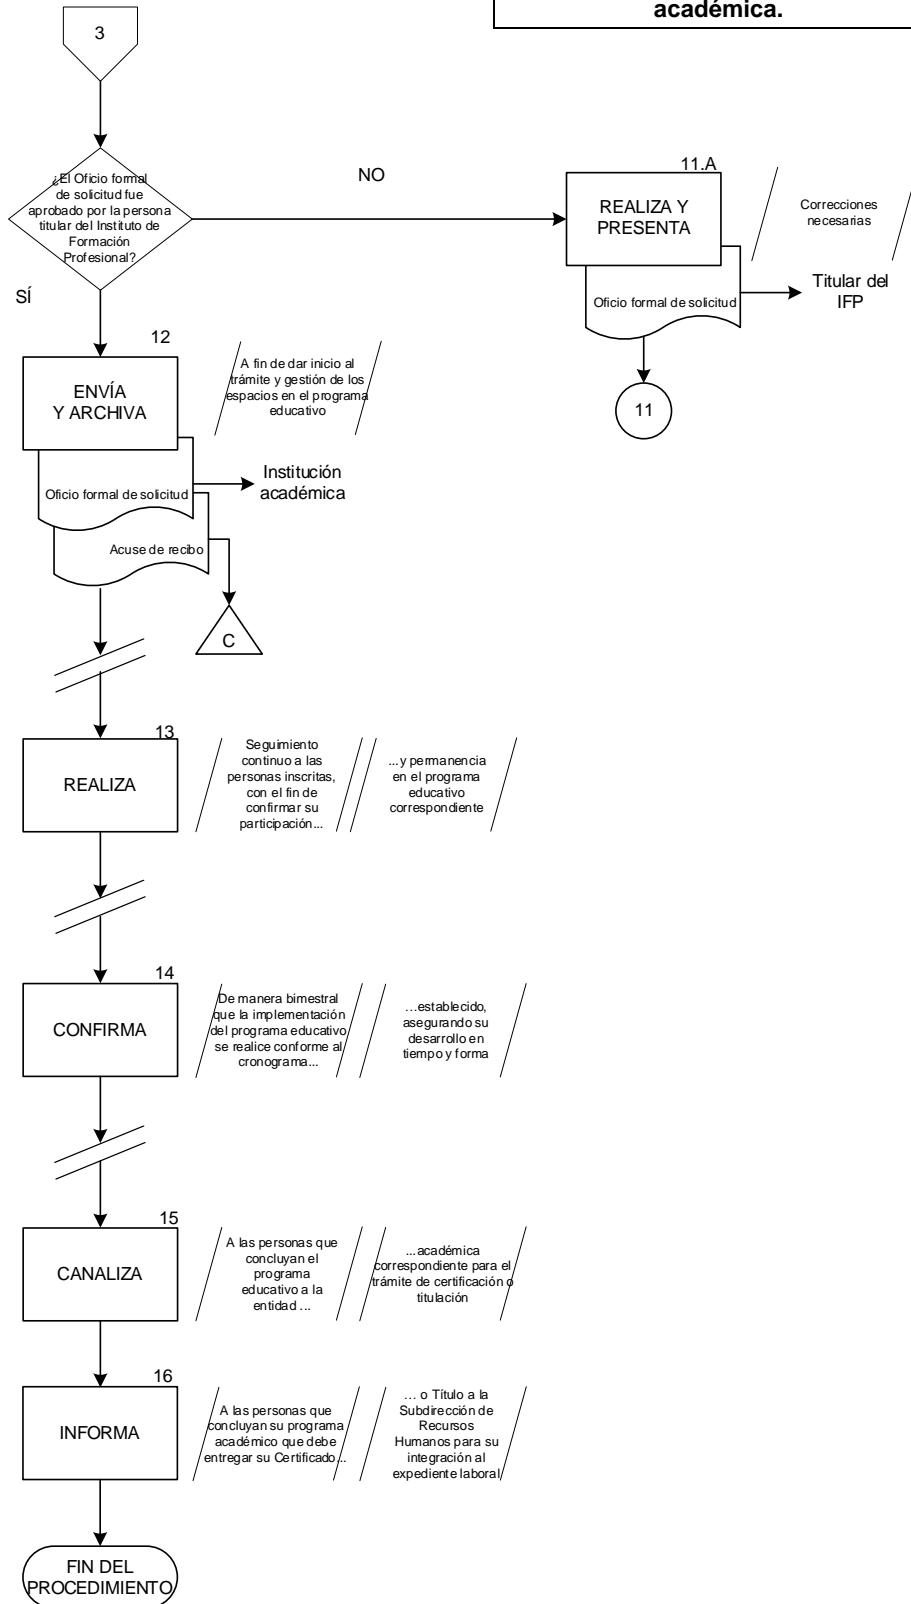 académica.
3
¿El Oficio formal
de solicitud fue
aprobado por la persona
titular del Instituto de
Formación
Profesional?
NO
11.A
REALIZA Y
PRESENTA
Correcciones
necesarias
Oficio formal de solicitud
Titular del
IFP
11
SÍ
12
ENVÍA
Y ARCHIVA
A fin de dar inicio al
trámite y gestión de los
espacios en el programa
educativo
Oficio formal de solicitud
Institución
académica
Acuse de recibo
C
13
REALIZA
Seguimiento
continuo a las
personas inscritas,
con el fin de
confirmar su
participación...
...y permanencia
en el programa
educativo
correspondiente
14
CONFIRMA
De manera bimestral
que la implementación
del programa educativo
se realice conforme al
cronograma...
...establecido,
asegurando su
desarrollo en
tiempo y forma
15
CANALIZA
A las personas que
concluyan el
programa
educativo a la
entidad ...
...académica
correspondiente para el
trámite de certificación o
titulación
16
INFORMA
A las personas que
concluyan su programa
académico que debe
entregar su Certificado...
... o Título a la
Subdirección de
Recursos
Humanos para su
integración al
expediente laboral
FIN DEL
PROCEDIMIENTO